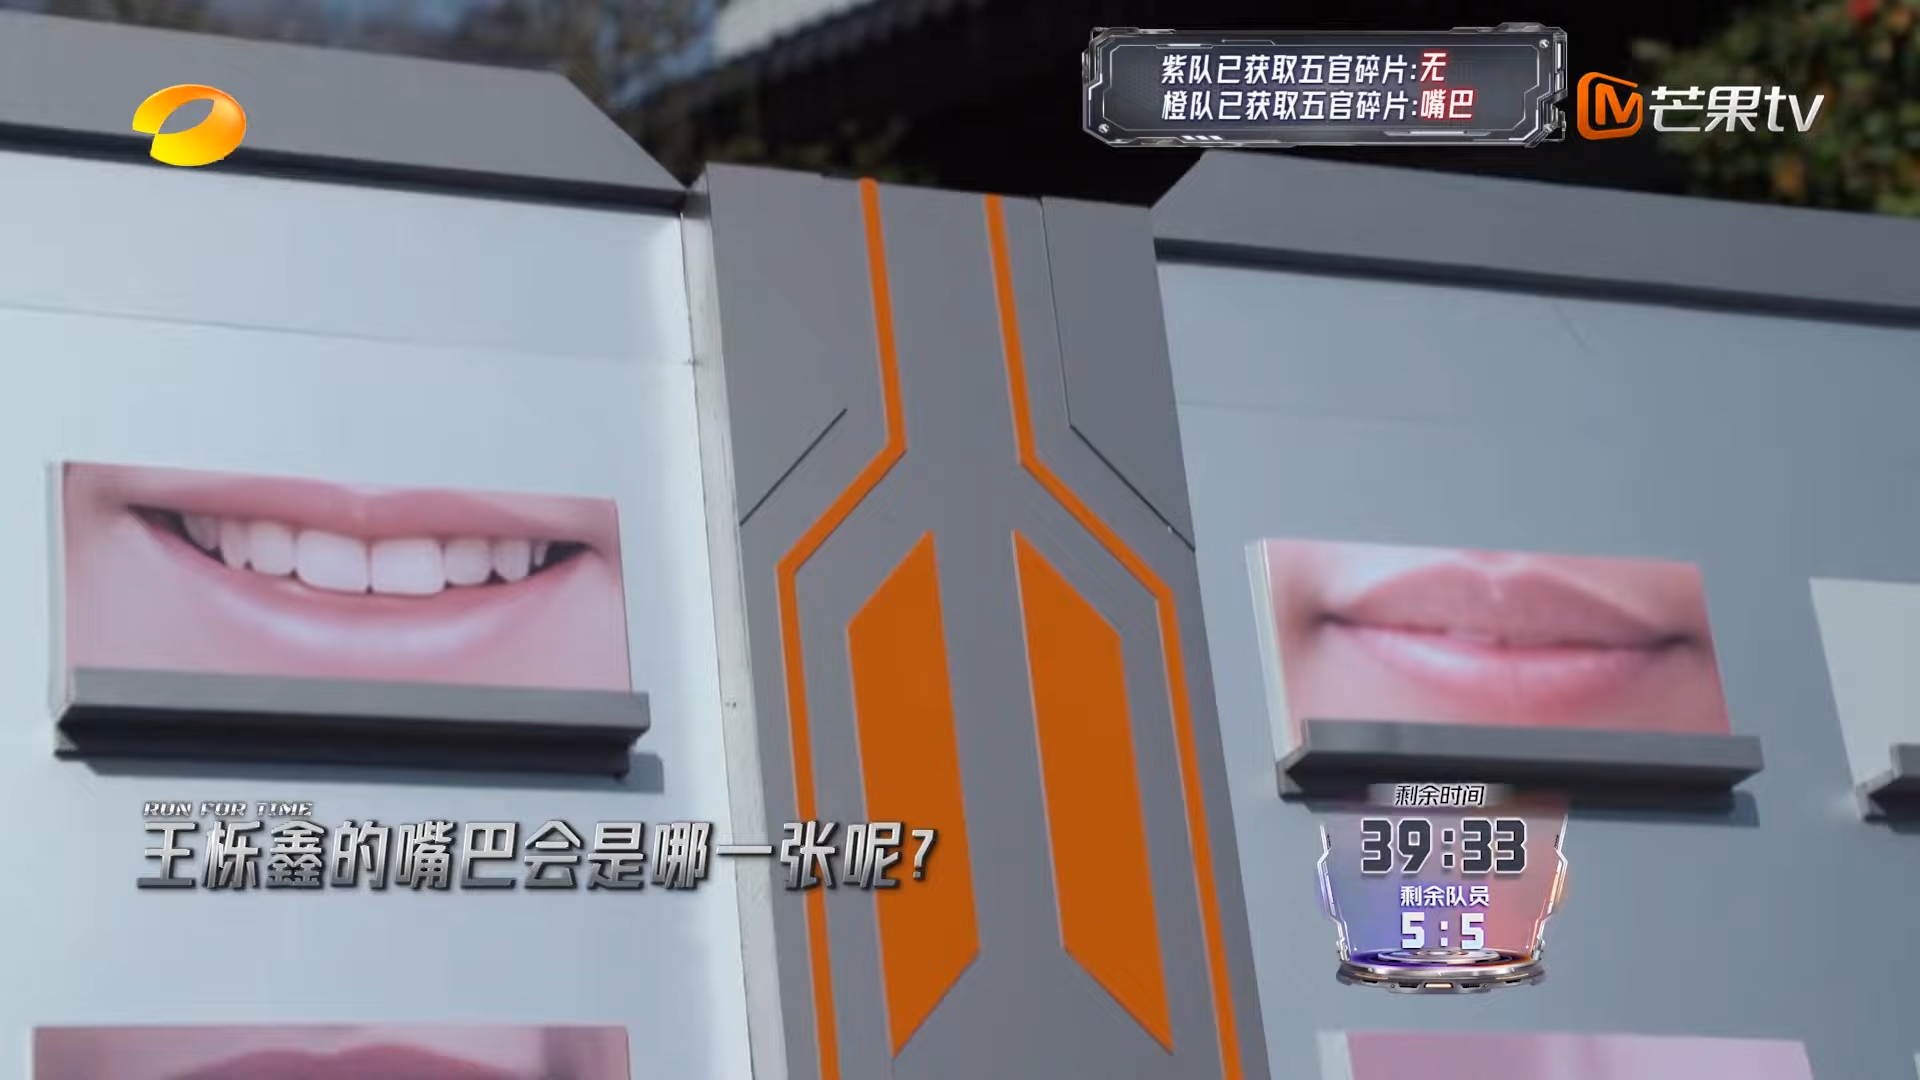 紫队已获取五官碎片:无
橙队已获取五官碎片:嘴巴
芒果tv
RUN FOR TIME
王栎鑫的嘴巴会是哪一张呢?
剩余时间
39:33
剩余队员
5:5